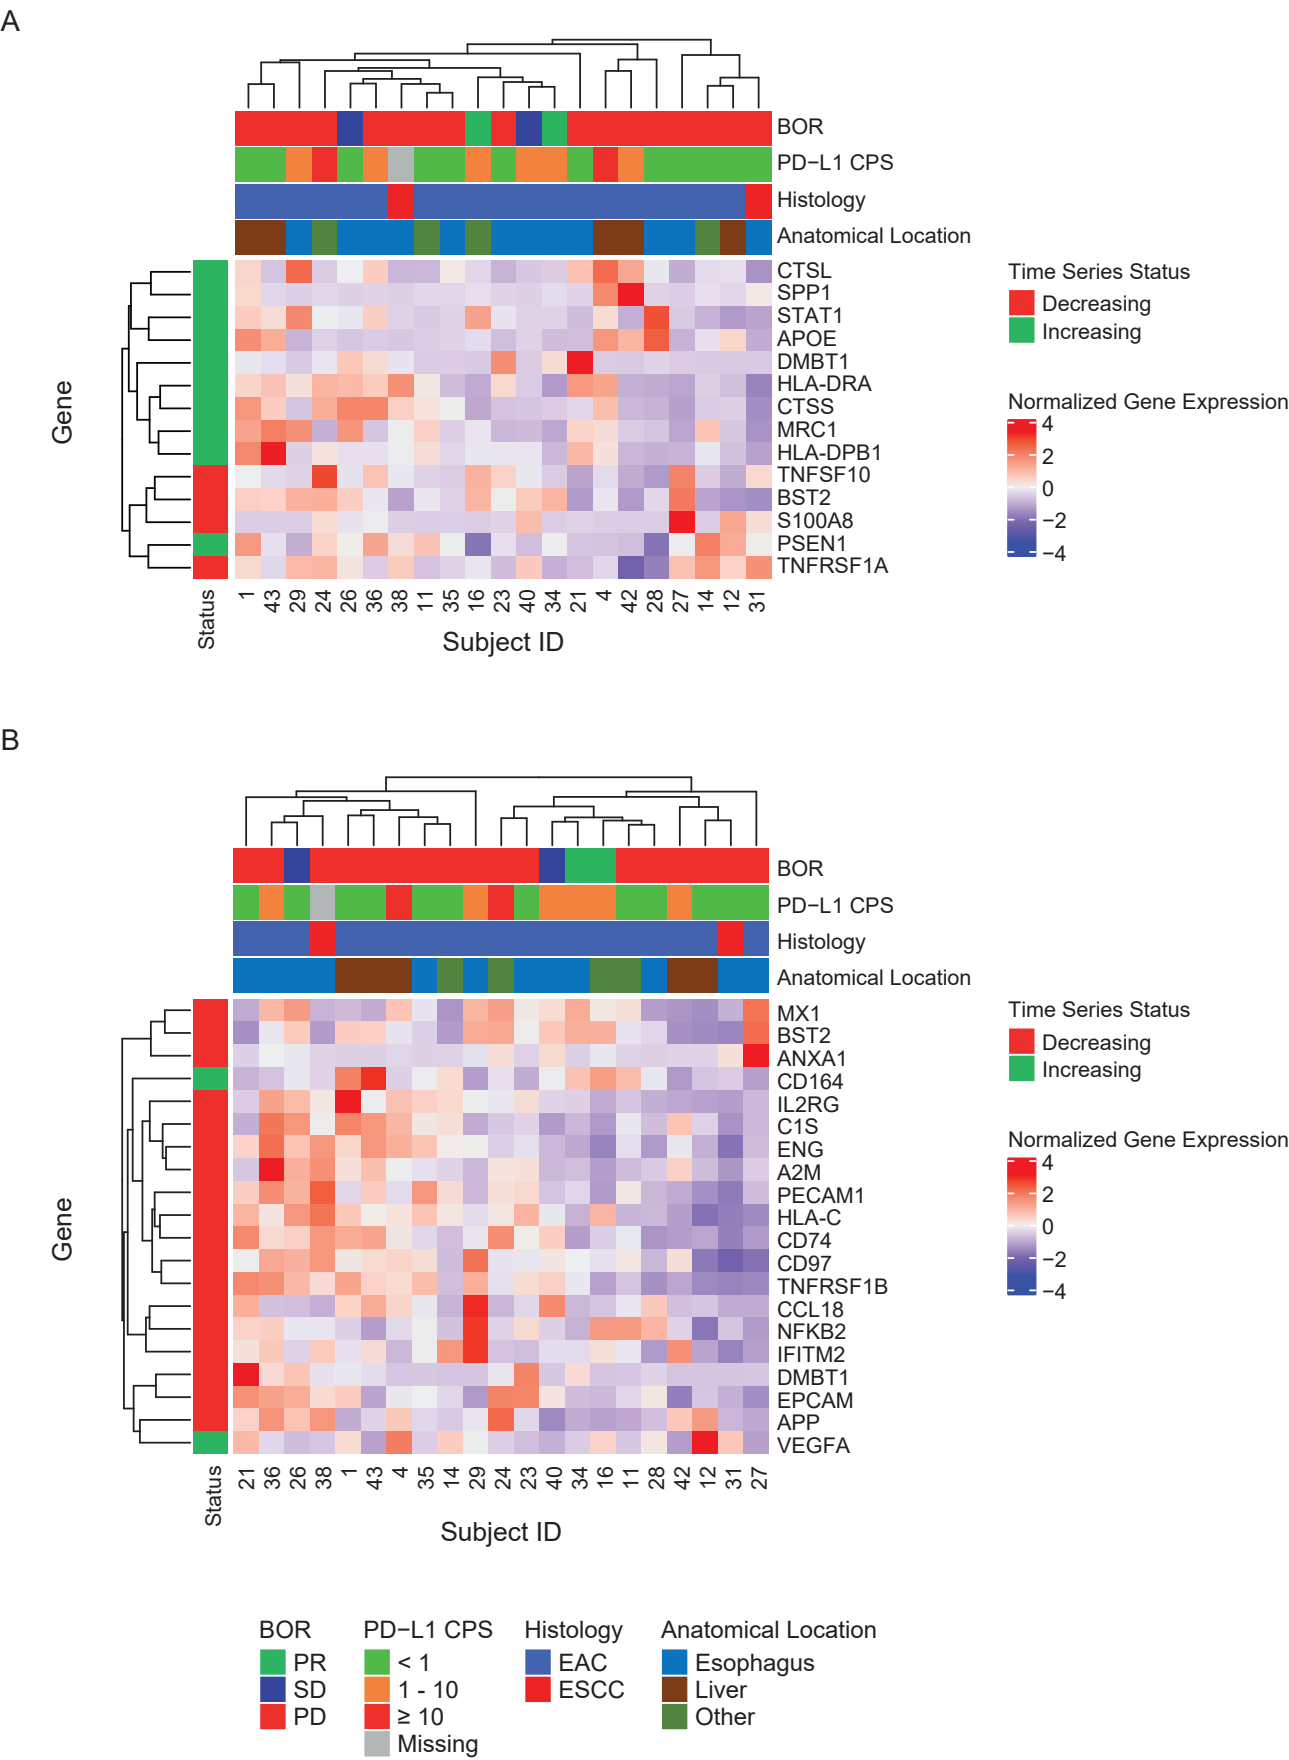 A
BOR
PD−L1 CPS
Histology
Anatomical Location
CTSL
SPP1
STAT1
APOE
DMBT1
HLA-DRA
CTSS
MRC1
HLA-DPB1
TNFSF10
BST2
S100A8
PSEN1
TNFRSF1A
Gene
Status
1 43 29 24 26 36 38 11 35 16 23 40 34 21 4 42 28 27 14 12 31
Subject ID
Time Series Status
Decreasing
Increasing
Normalized Gene Expression
4
2
0
−2
−4
B
BOR
PD−L1 CPS
Histology
Anatomical Location
MX1
BST2
ANXA1
CD164
IL2RG
C1S
ENG
A2M
PECAM1
HLA-C
CD74
CD97
TNFRSF1B
CCL18
NFKB2
IFITM2
DMBT1
EPCAM
APP
VEGFA
Gene
Status
21 36 26 38 1 43 4 35 14 29 24 23 40 34 16 11 28 42 12 31 27
Subject ID
Time Series Status
Decreasing
Increasing
Normalized Gene Expression
4
2
0
−2
−4
BOR
PR
SD
PD
PD−L1 CPS
< 1
1 - 10
≥ 10
Missing
Histology
EAC
ESCC
Anatomical Location
Esophagus
Liver
Other